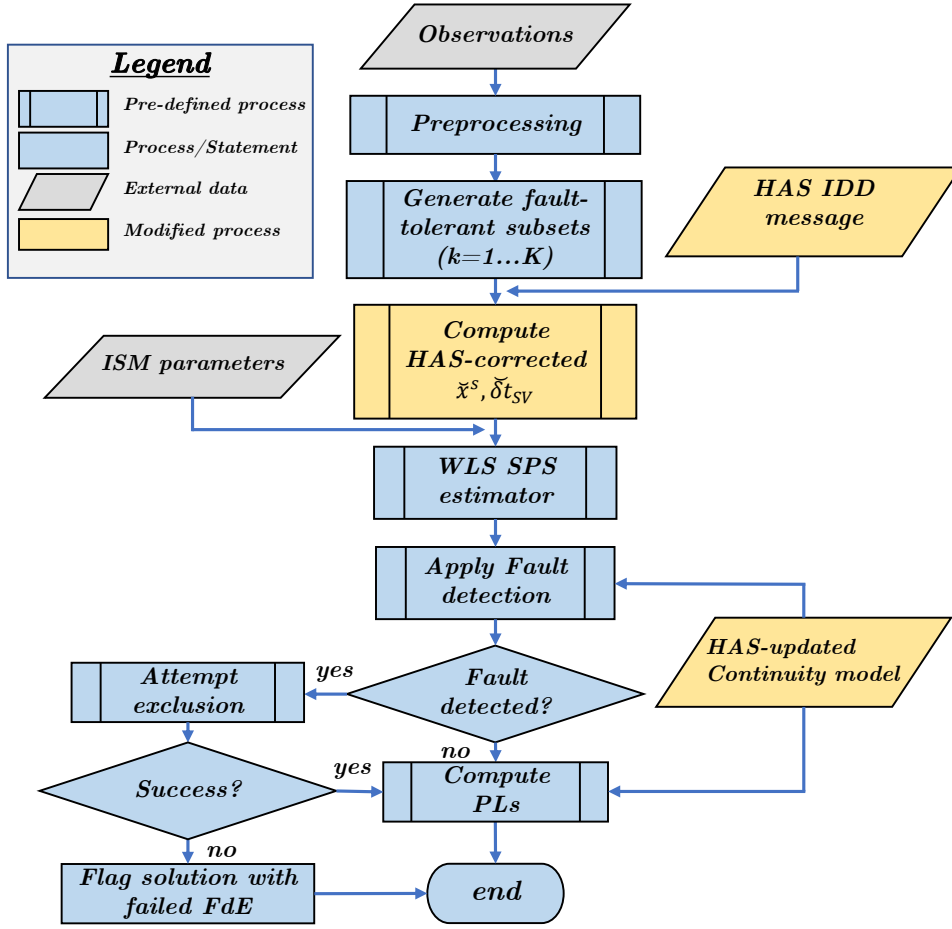 Observations
Legend
Pre-defined process
Process/Statement
External data
Modified process
Preprocessing
Generate fault-
tolerant subsets
(k=1...K)
HAS IDD
message
Compute
HAS-corrected
x̆ˢ, δ̆t_SV
ISM parameters
WLS SPS
estimator
Apply Fault
detection
HAS-updated
Continuity model
Fault
detected?
yes
Attempt
exclusion
no
Success?
yes
Compute
PLs
no
Flag solution with
failed FdE
end